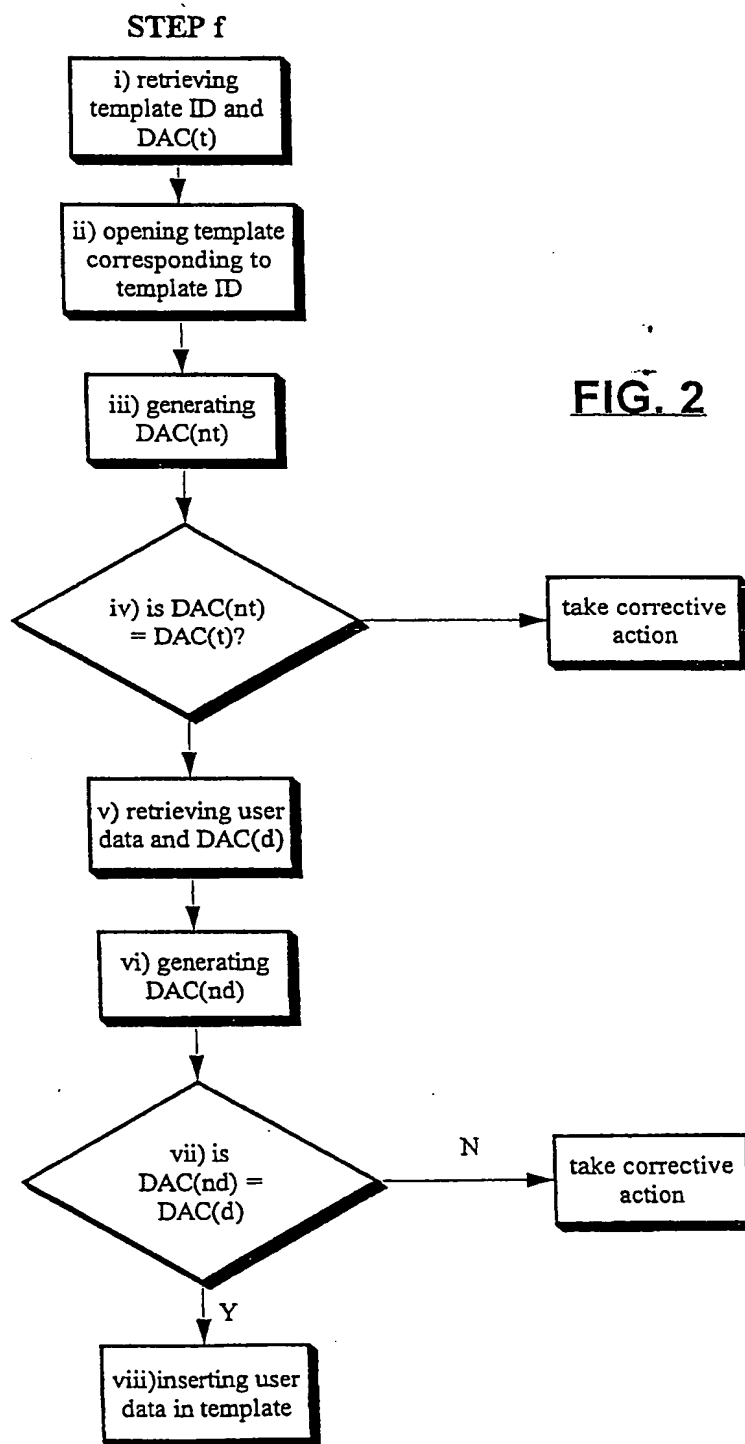 STEP f
i) retrieving
template ID and
DAC(t)
ii) opening template
corresponding to
template ID
FIG. 2
iii) generating
DAC(nt)
iv) is DAC(nt)
= DAC(t)?
take corrective
action
v) retrieving user
data and DAC(d)
vi) generating
DAC(nd)
vii) is
DAC(nd) =
DAC(d)
N
take corrective
action
Y
viii)inserting user
data in template